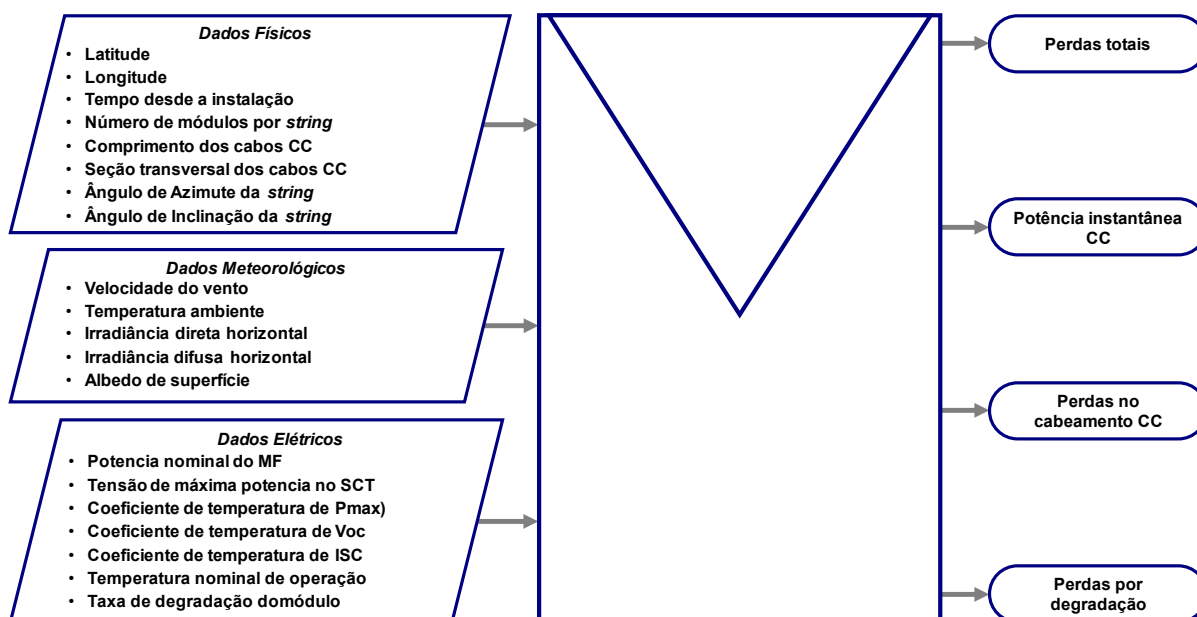 Dados Físicos
• Latitude
• Longitude
• Tempo desde a instalação
• Número de módulos por string
• Comprimento dos cabos CC
• Seção transversal dos cabos CC
• Ângulo de Azimute da string
• Ângulo de Inclinação da string
Dados Meteorológicos
• Velocidade do vento
• Temperatura ambiente
• Irradiância direta horizontal
• Irradiância difusa horizontal
• Albedo de superfície
Dados Elétricos
• Potencia nominal do MF
• Tensão de máxima potencia no SCT
• Coeficiente de temperatura de Pmax)
• Coeficiente de temperatura de Voc
• Coeficiente de temperatura de ISC
• Temperatura nominal de operação
• Taxa de degradação domódulo
Perdas totais
Potência instantânea
CC
Perdas no
cabeamento CC
Perdas por
degradação